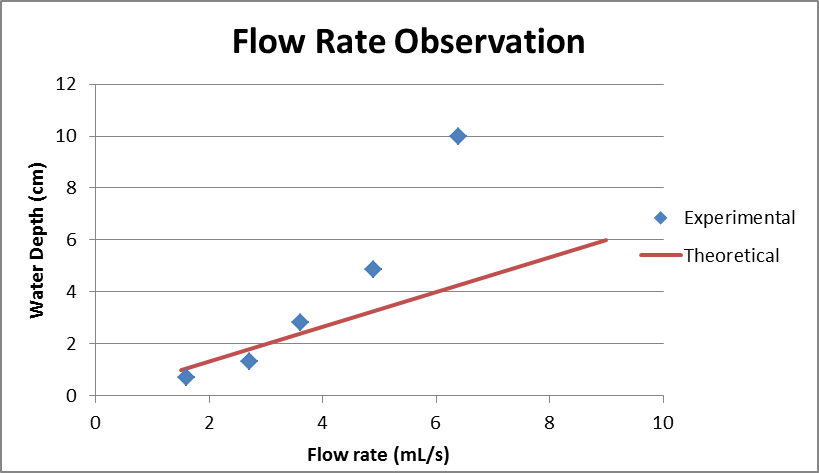 Flow Rate Observation
12
10
8
6
4
2
0
Water Depth (cm)
0 2 4 6 8 10
Flow rate (mL/s)
Experimental
Theoretical